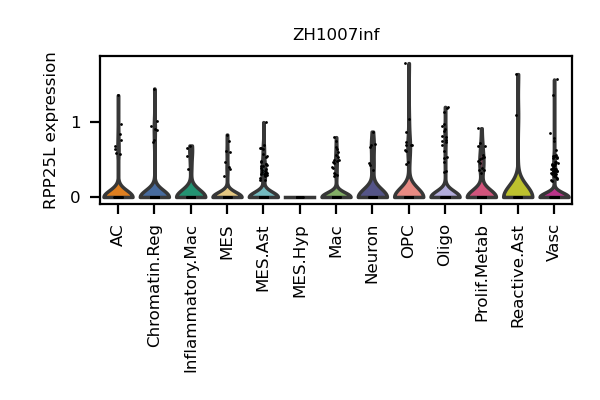 ZH1007inf
RPP25L expression
1
0
AC
Chromatin.Reg
Inflammatory.Mac
MES
MES.Ast
MES.Hyp
Mac
Neuron
OPC
Oligo
Prolif.Metab
Reactive.Ast
Vasc